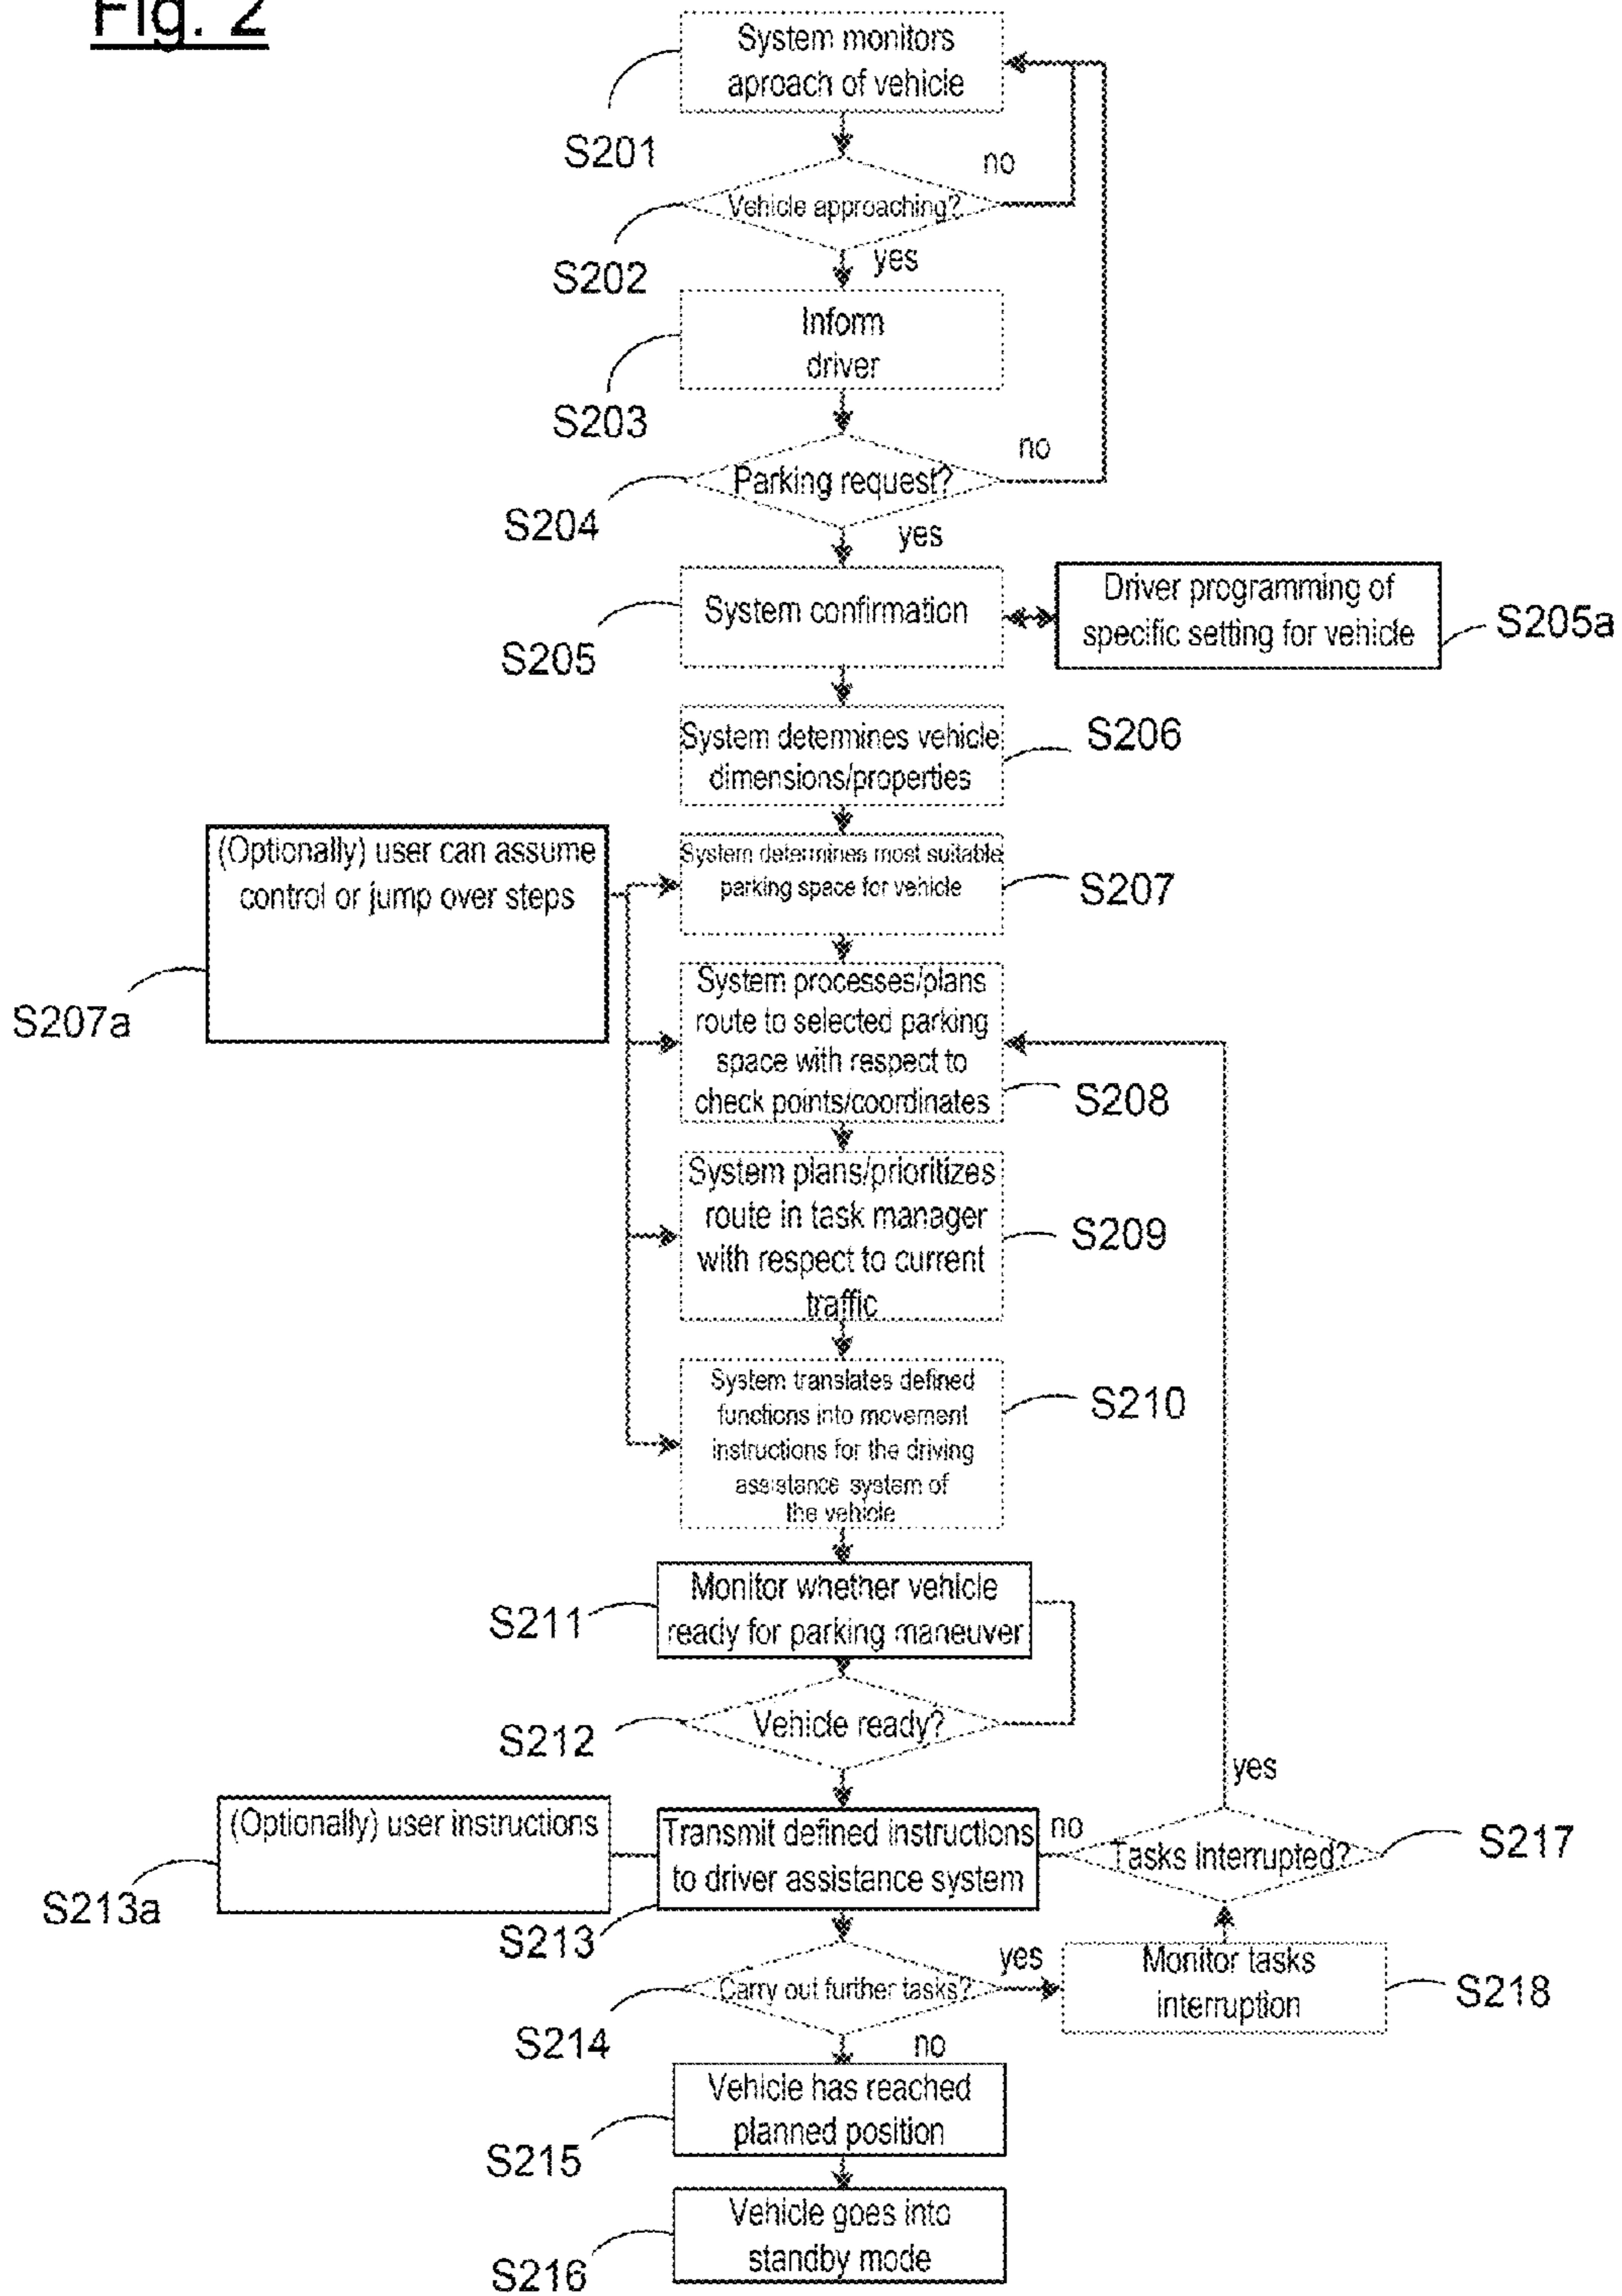 Fig. 2
System monitors
aproach of vehicle
S201
no
Vehicle approaching?
S202
yes
Inform
driver
S203
no
Parking request?
S204
yes
System confirmation
S205
Driver programming of
specific setting for vehicle
S205a
System determines vehicle
dimensions/properties
S206
(Optionally) user can assume
control or jump over steps
S207a
System determines most suitable
parking space for vehicle
S207
System processes/plans
route to selected parking
space with respect to
check points/coordinates
S208
System plans/prioritizes
route in task manager
with respect to current
traffic
S209
System translates defined
functions into movement
instructions for the driving
assistance system of
the vehicle
S210
Monitor whether vehicle
ready for parking maneuver
S211
Vehicle ready?
S212
yes
(Optionally) user instructions
S213a
Transmit defined instructions
to driver assistance system
S213
no
Tasks interrupted?
S217
Carry out further tasks?
S214
yes
Monitor tasks
interruption
S218
no
Vehicle has reached
planned position
S215
Vehicle goes into
standby mode
S216